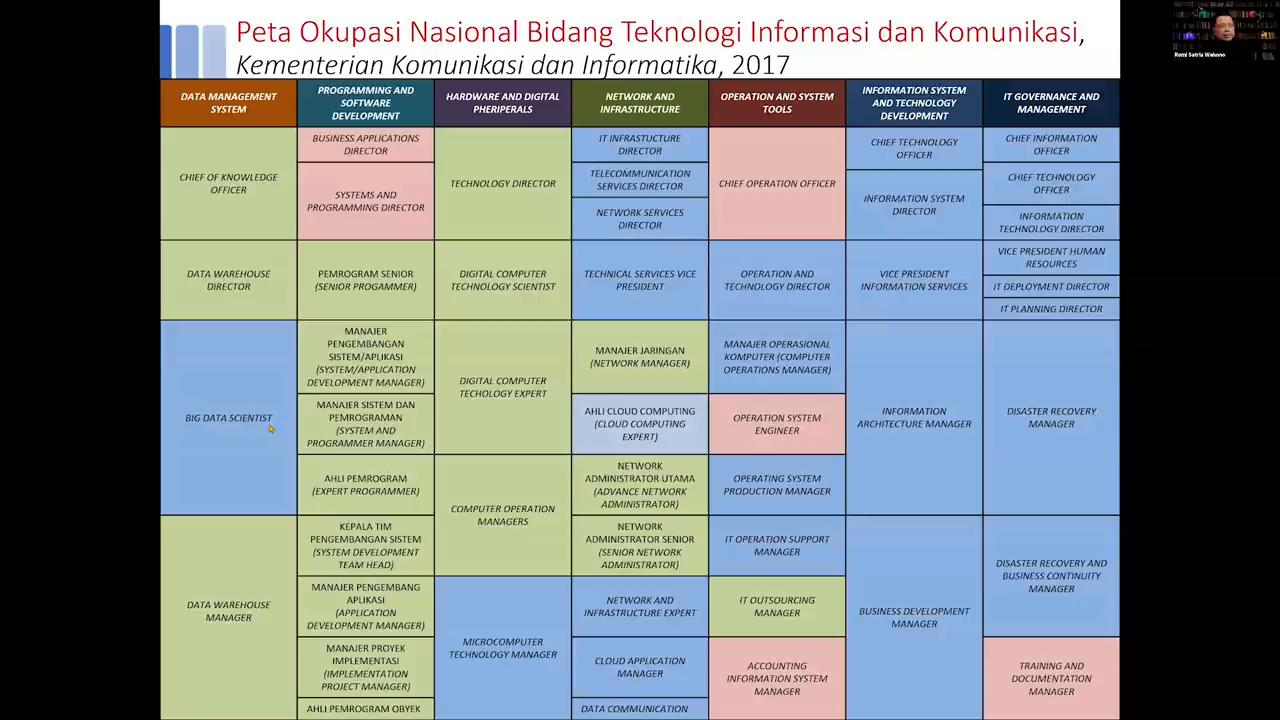 Peta Okupasi Nasional Bidang Teknologi Informasi dan Komunikasi,
Kementerian Komunikasi dan Informatika, 2017
Romi Satria Wahono
DATA MANAGEMENT
SYSTEM
PROGRAMMING AND
SOFTWARE
DEVELOPMENT
HARDWARE AND DIGITAL
PHERIPERALS
NETWORK AND
INFRASTRUCTURE
OPERATION AND SYSTEM
TOOLS
INFORMATION SYSTEM
AND TECHNOLOGY
DEVELOPMENT
IT GOVERNANCE AND
MANAGEMENT
CHIEF OF KNOWLEDGE
OFFICER
BUSINESS APPLICATIONS
DIRECTOR
SYSTEMS AND
PROGRAMMING DIRECTOR
TECHNOLOGY DIRECTOR
IT INFRASTUCTURE
DIRECTOR
TELECOMMUNICATION
SERVICES DIRECTOR
NETWORK SERVICES
DIRECTOR
CHIEF OPERATION OFFICER
CHIEF TECHNOLOGY
OFFICER
INFORMATION SYSTEM
DIRECTOR
CHIEF INFORMATION
OFFICER
CHIEF TECHNOLOGY
OFFICER
INFORMATION
TECHNOLOGY DIRECTOR
DATA WAREHOUSE
DIRECTOR
PEMROGRAM SENIOR
(SENIOR PROGAMMER)
DIGITAL COMPUTER
TECHNOLOGY SCIENTIST
TECHNICAL SERVICES VICE
PRESIDENT
OPERATION AND
TECHNOLOGY DIRECTOR
VICE PRESIDENT
INFORMATION SERVICES
VICE PRESIDENT HUMAN
RESOURCES
IT DEPLOYMENT DIRECTOR
IT PLANNING DIRECTOR
BIG DATA SCIENTIST
MANAJER
PENGEMBANGAN
SISTEM/APLIKASI
(SYSTEM/APPLICATION
DEVELOPMENT MANAGER)
MANAJER SISTEM DAN
PEMROGRAMAN
(SYSTEM AND
PROGRAMMER MANAGER)
AHLI PEMROGRAM
(EXPERT PROGRAMMER)
DIGITAL COMPUTER
TECHOLOGY EXPERT
COMPUTER OPERATION
MANAGERS
MANAJER JARINGAN
(NETWORK MANAGER)
AHLI CLOUD COMPUTING
(CLOUD COMPUTING
EXPERT)
NETWORK
ADMINISTRATOR UTAMA
(ADVANCE NETWORK
ADMINISTRATOR)
MANAJER OPERASIONAL
KOMPUTER (COMPUTER
OPERATIONS MANAGER)
OPERATION SYSTEM
ENGINEER
OPERATING SYSTEM
PRODUCTION MANAGER
INFORMATION
ARCHITECTURE MANAGER
DISASTER RECOVERY
MANAGER
DATA WAREHOUSE
MANAGER
KEPALA TIM
PENGEMBANGAN SISTEM
(SYSTEM DEVELOPMENT
TEAM HEAD)
MANAJER PENGEMBANG
APLIKASI
(APPLICATION
DEVELOPMENT MANAGER)
MANAJER PROYEK
IMPLEMENTASI
(IMPLEMENTATION
PROJECT MANAGER)
AHLI PEMROGRAM OBYEK
MICROCOMPUTER
TECHNOLOGY MANAGER
NETWORK
ADMINISTRATOR SENIOR
(SENIOR NETWORK
ADMINISTRATOR)
NETWORK AND
INFRASTRUCTURE EXPERT
CLOUD APPLICATION
MANAGER
DATA COMMUNICATION
IT OPERATION SUPPORT
MANAGER
IT OUTSOURCING
MANAGER
ACCOUNTING
INFORMATION SYSTEM
MANAGER
BUSINESS DEVELOPMENT
MANAGER
DISASTER RECOVERY AND
BUSINESS CONTINUITY
MANAGER
TRAINING AND
DOCUMENTATION
MANAGER